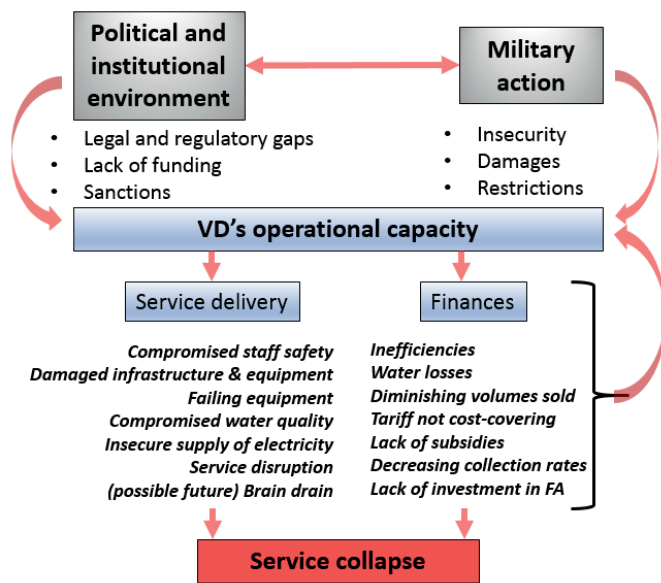 Political and
institutional
environment
Military
action
• Legal and regulatory gaps
• Lack of funding
• Sanctions
• Insecurity
• Damages
• Restrictions
VD's operational capacity
Service delivery
Finances
Compromised staff safety
Damaged infrastructure & equipment
Failing equipment
Compromised water quality
Insecure supply of electricity
Service disruption
(possible future) Brain drain
Inefficiencies
Water losses
Diminishing volumes sold
Tariff not cost-covering
Lack of subsidies
Decreasing collection rates
Lack of investment in FA
Service collapse